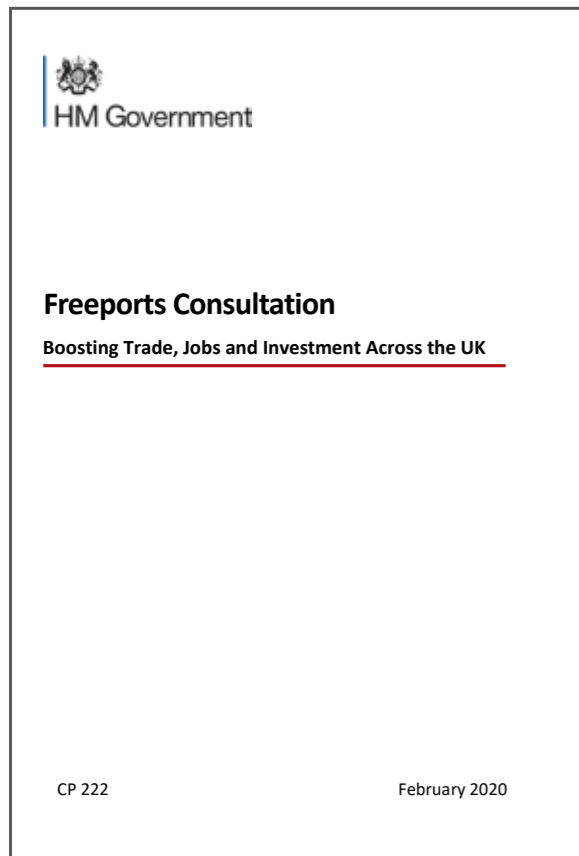 HM Government
Freeports Consultation
Boosting Trade, Jobs and Investment Across the UK
CP 222 February 2020